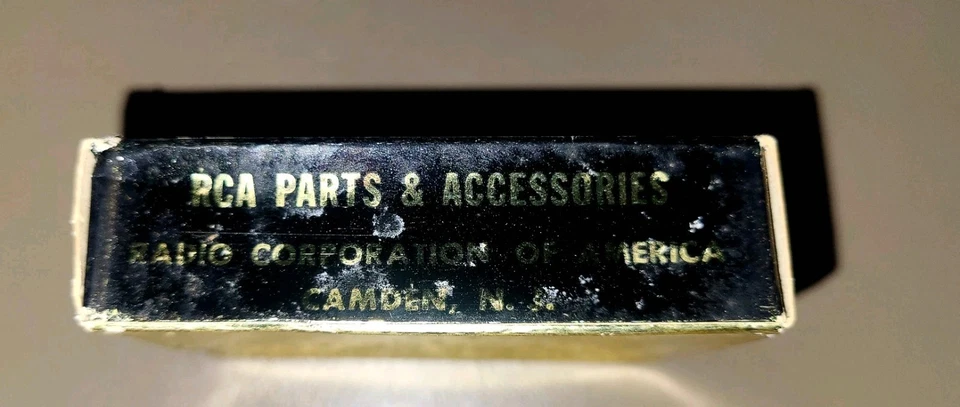 RCA PARTS & ACCESSORIES
RADIO CORPORATION OF AMERICA
CAMDEN, N. J.